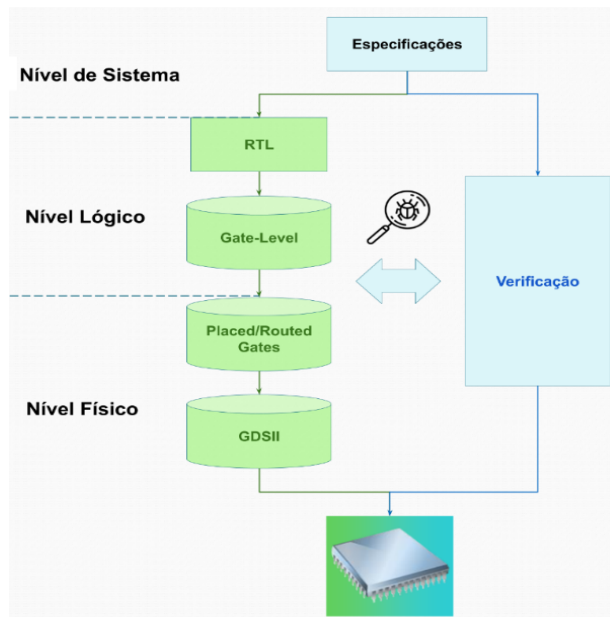 Especificações
Nível de Sistema
RTL
Nível Lógico
Gate-Level
Verificação
Placed/Routed
Gates
Nível Físico
GDSII